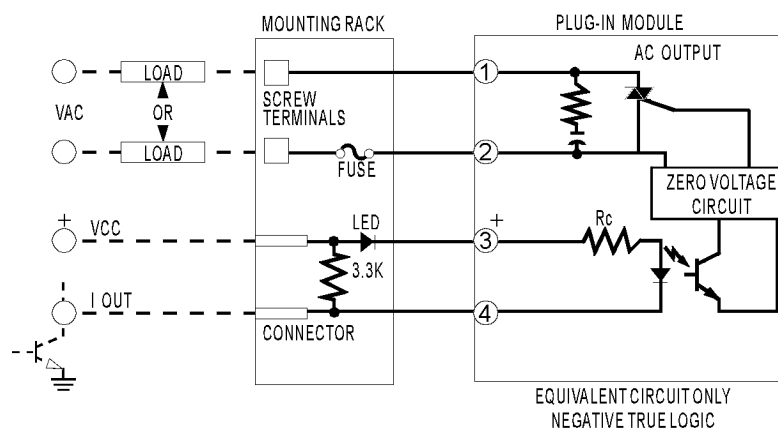 MOUNTING RACK
PLUG-IN MODULE
AC OUTPUT
LOAD
1
VAC
OR
SCREW
TERMINALS
LOAD
2
FUSE
ZERO VOLTAGE
CIRCUIT
+
VCC
LED
+
3
Rc
3.3K
I OUT
4
CONNECTOR
EQUIVALENT CIRCUIT ONLY
NEGATIVE TRUE LOGIC